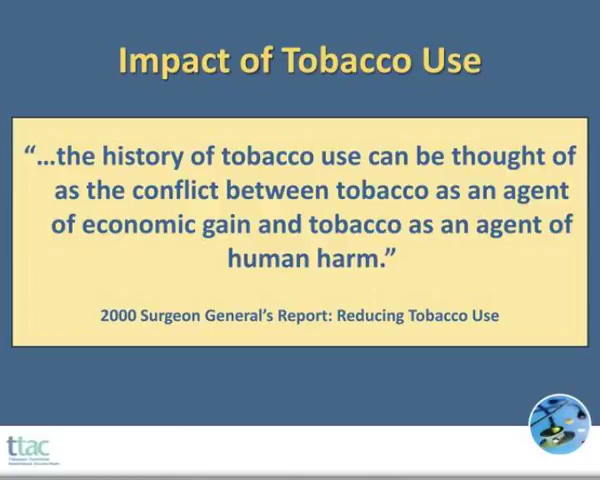 Impact of Tobacco Use
“…the history of tobacco use can be thought of
as the conflict between tobacco as an agent
of economic gain and tobacco as an agent of
human harm.”
2000 Surgeon General’s Report: Reducing Tobacco Use
ttac